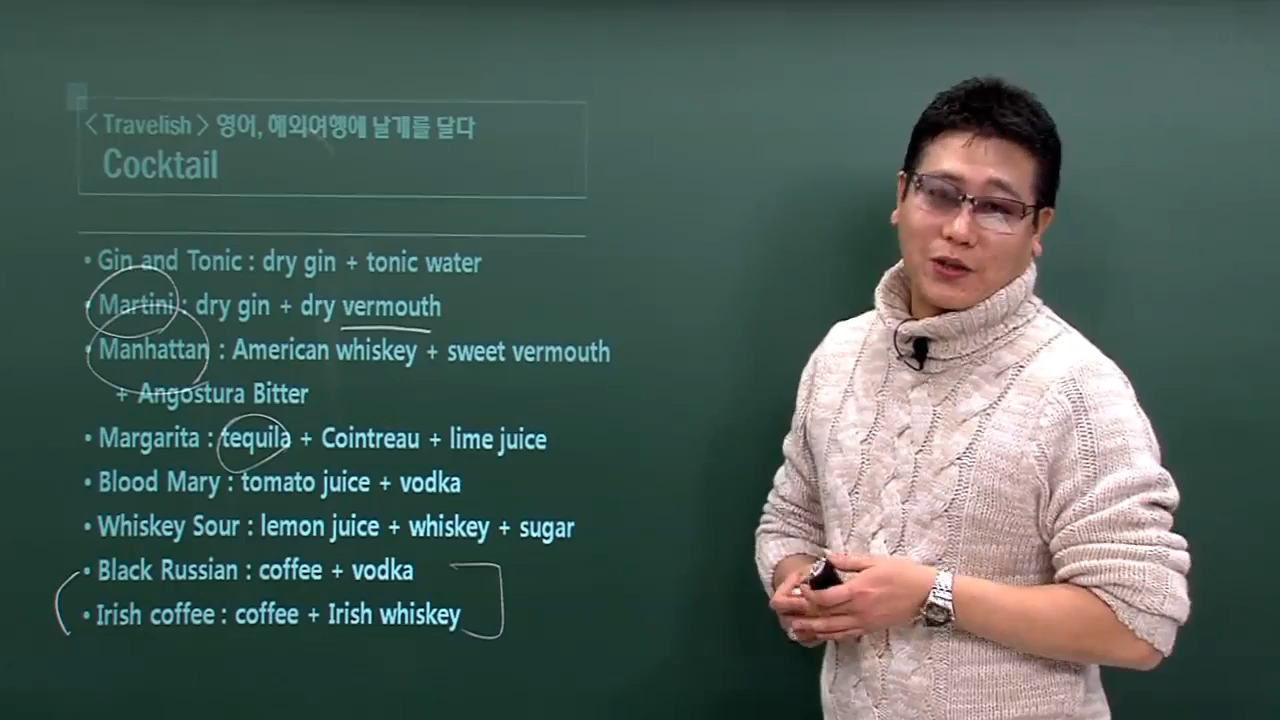 < Travelish > 영어, 해외여행에 날개를 달다
Cocktail
• Gin and Tonic : dry gin + tonic water
• Martini : dry gin + dry vermouth
• Manhattan : American whiskey + sweet vermouth
+ Angostura Bitter
• Margarita : tequila + Cointreau + lime juice
• Blood Mary : tomato juice + vodka
• Whiskey Sour : lemon juice + whiskey + sugar
• Black Russian : coffee + vodka
• Irish coffee : coffee + Irish whiskey